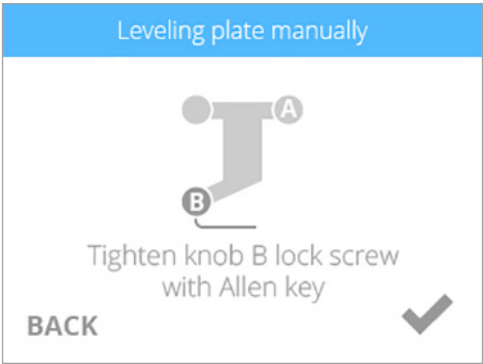 Leveling plate manually
A
B
Tighten knob B lock screw
with Allen key
BACK